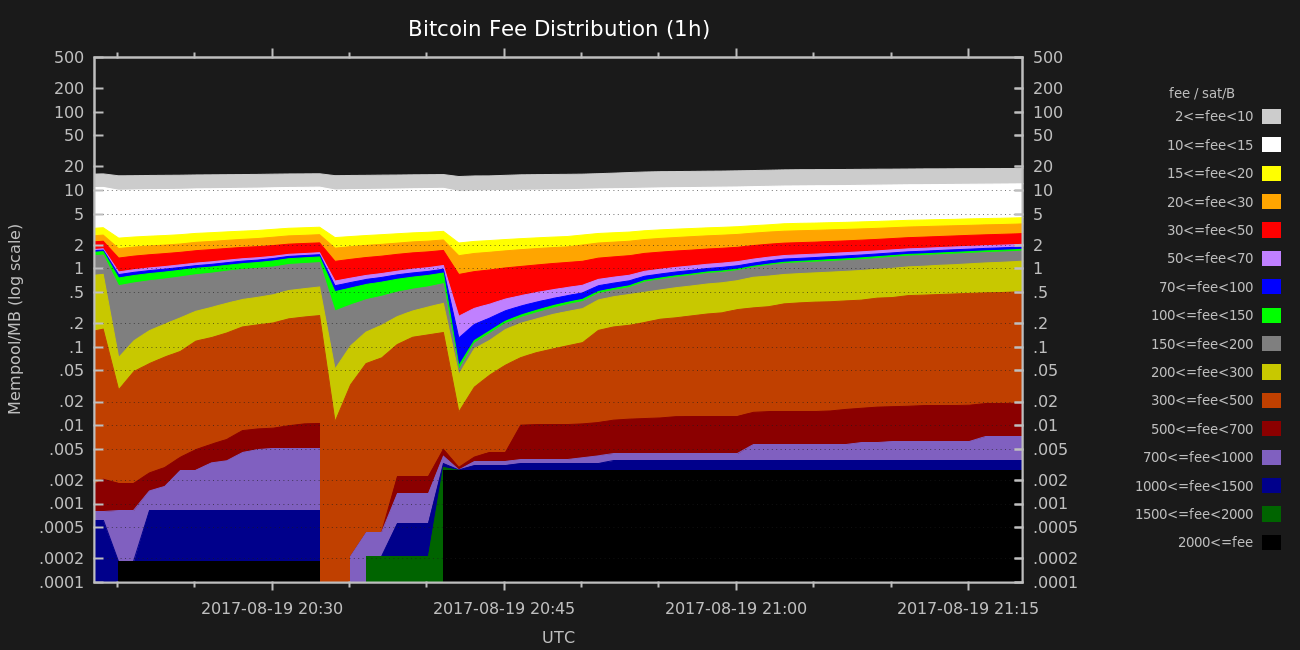 Bitcoin Fee Distribution (1h)
500
200
100
50
20
10
5
2
1
.5
.2
.1
.05
.02
.01
.005
.002
.001
.0005
.0002
.0001
Mempool/MB (log scale)
500
200
100
50
20
10
5
2
1
.5
.2
.1
.05
.02
.01
.005
.002
.001
.0005
.0002
.0001
2017-08-19 20:30
2017-08-19 20:45
2017-08-19 21:00
2017-08-19 21:15
UTC
fee / sat/B
2<=fee<10
10<=fee<15
15<=fee<20
20<=fee<30
30<=fee<50
50<=fee<70
70<=fee<100
100<=fee<150
150<=fee<200
200<=fee<300
300<=fee<500
500<=fee<700
700<=fee<1000
1000<=fee<1500
1500<=fee<2000
2000<=fee